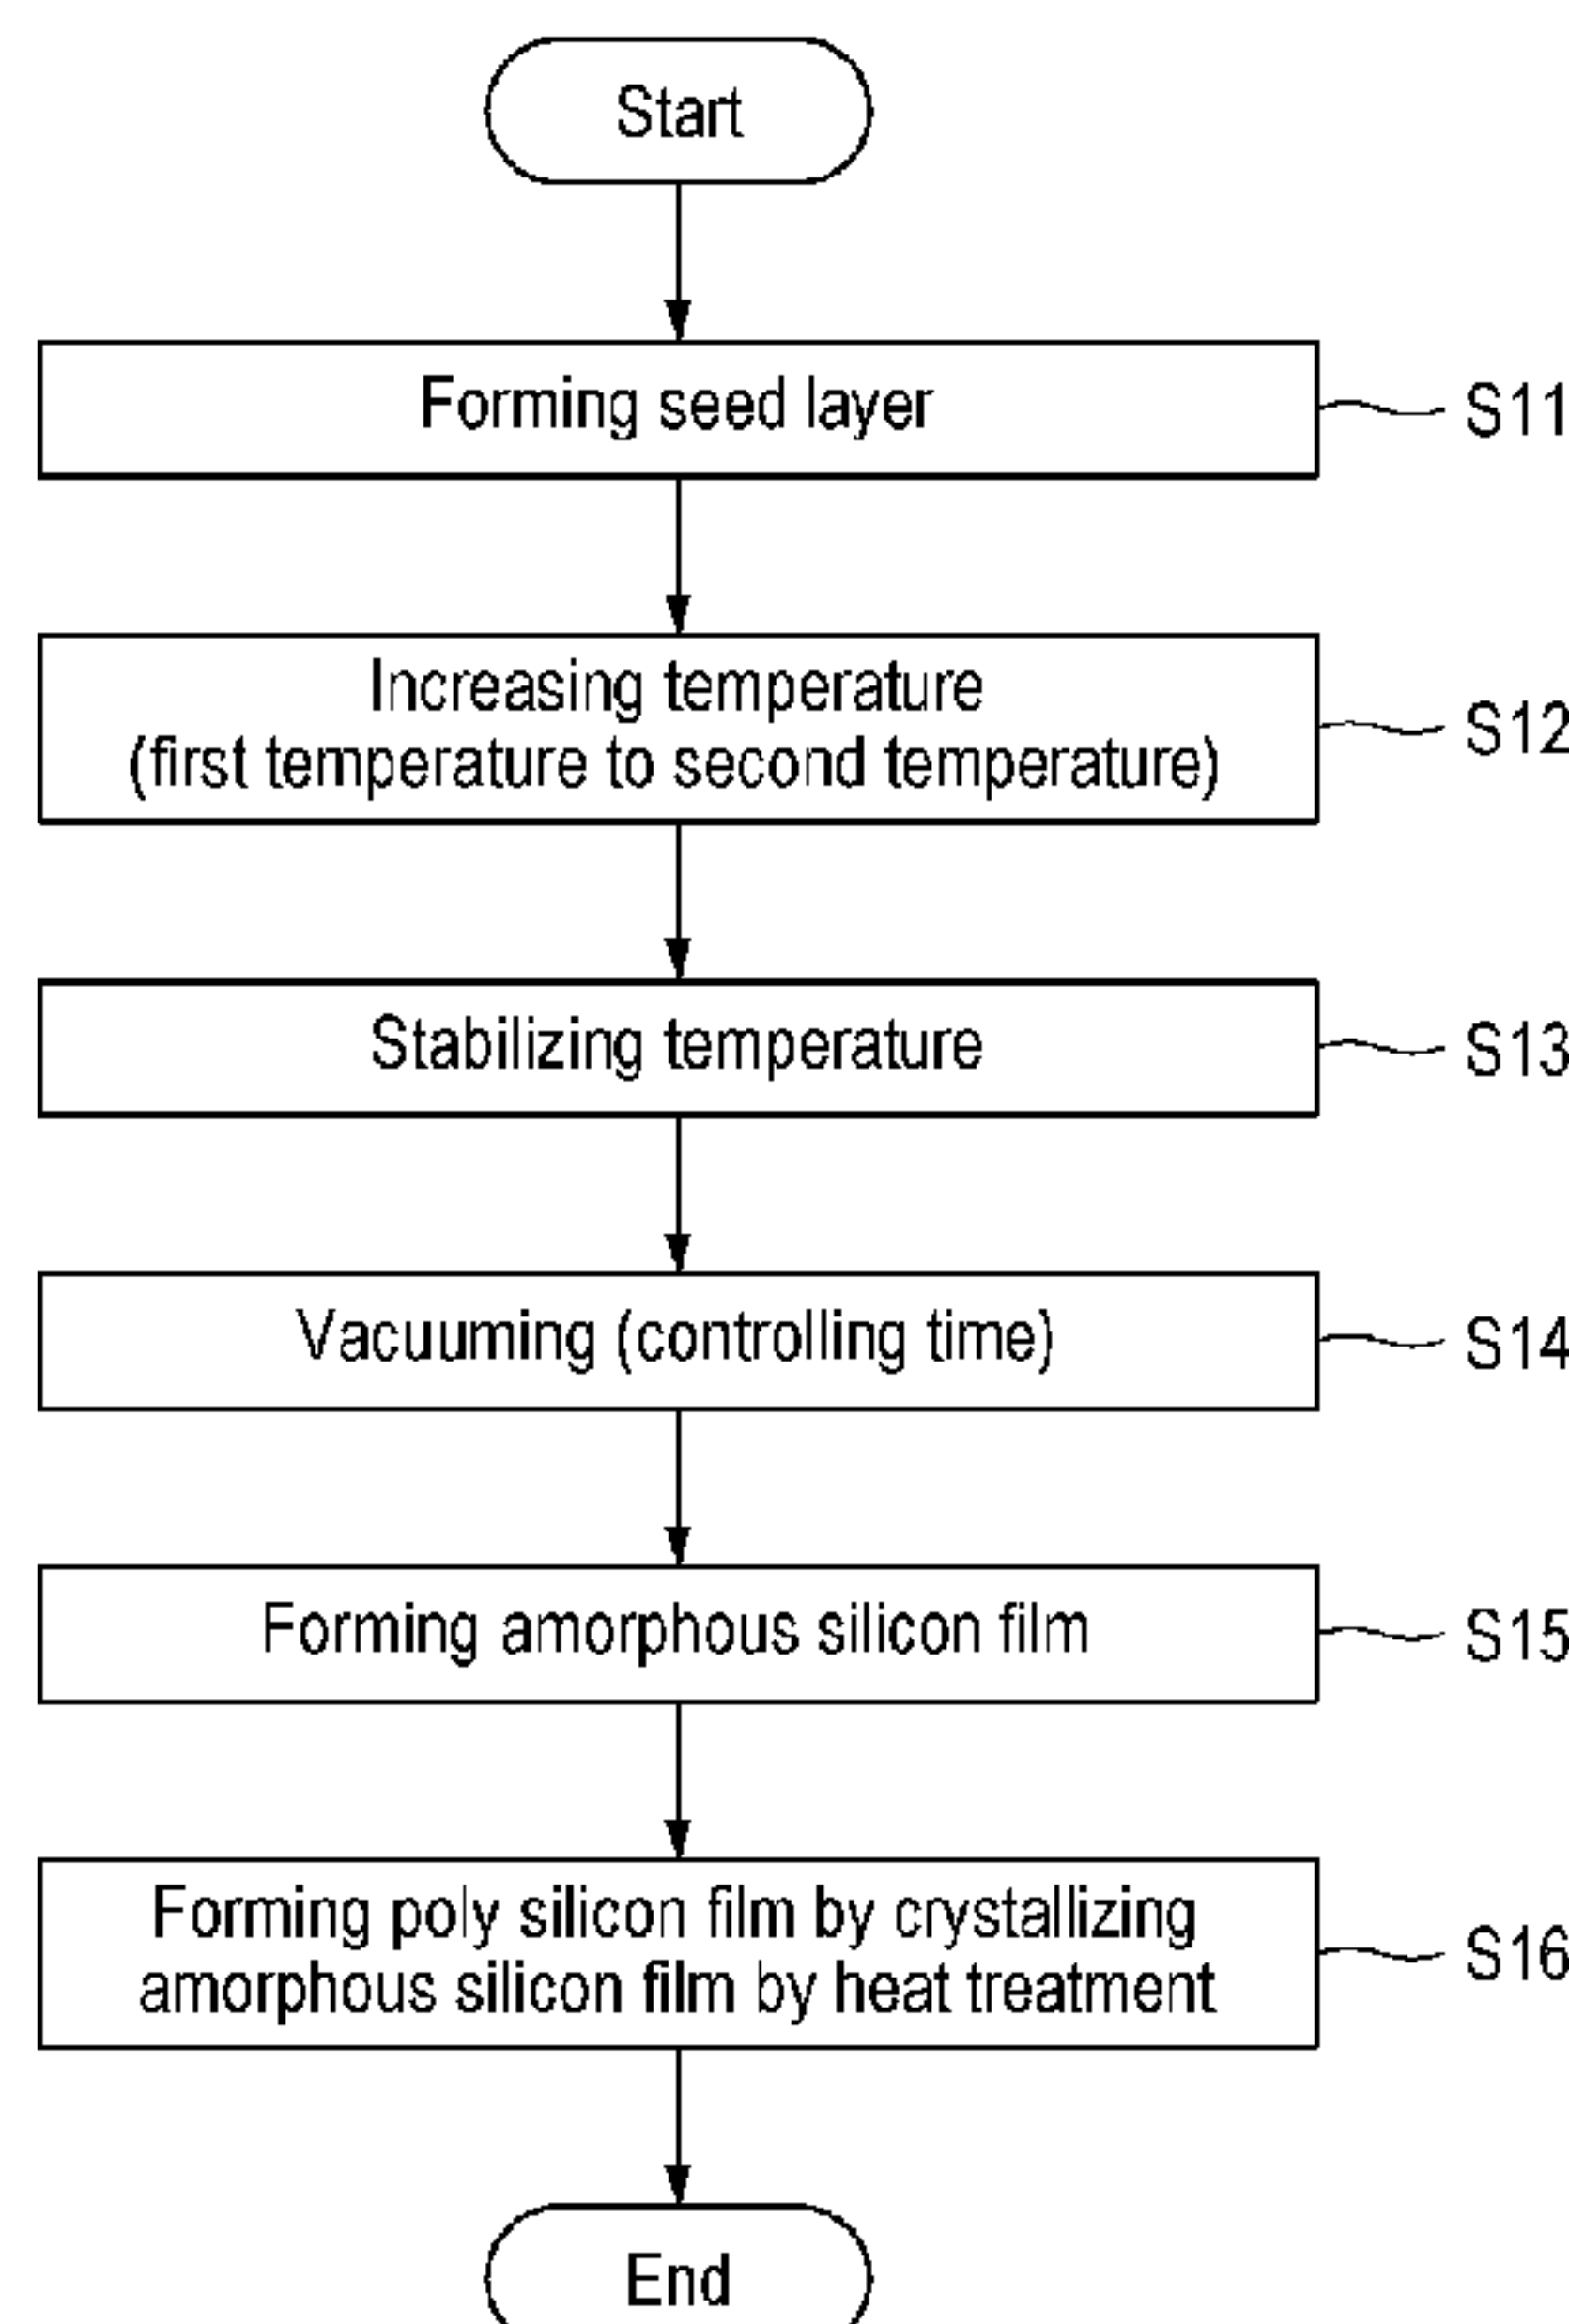 Start
Forming seed layer
S11
Increasing temperature
(first temperature to second temperature)
S12
Stabilizing temperature
S13
Vacuuming (controlling time)
S14
Forming amorphous silicon film
S15
Forming poly silicon film by crystallizing
amorphous silicon film by heat treatment
S16
End